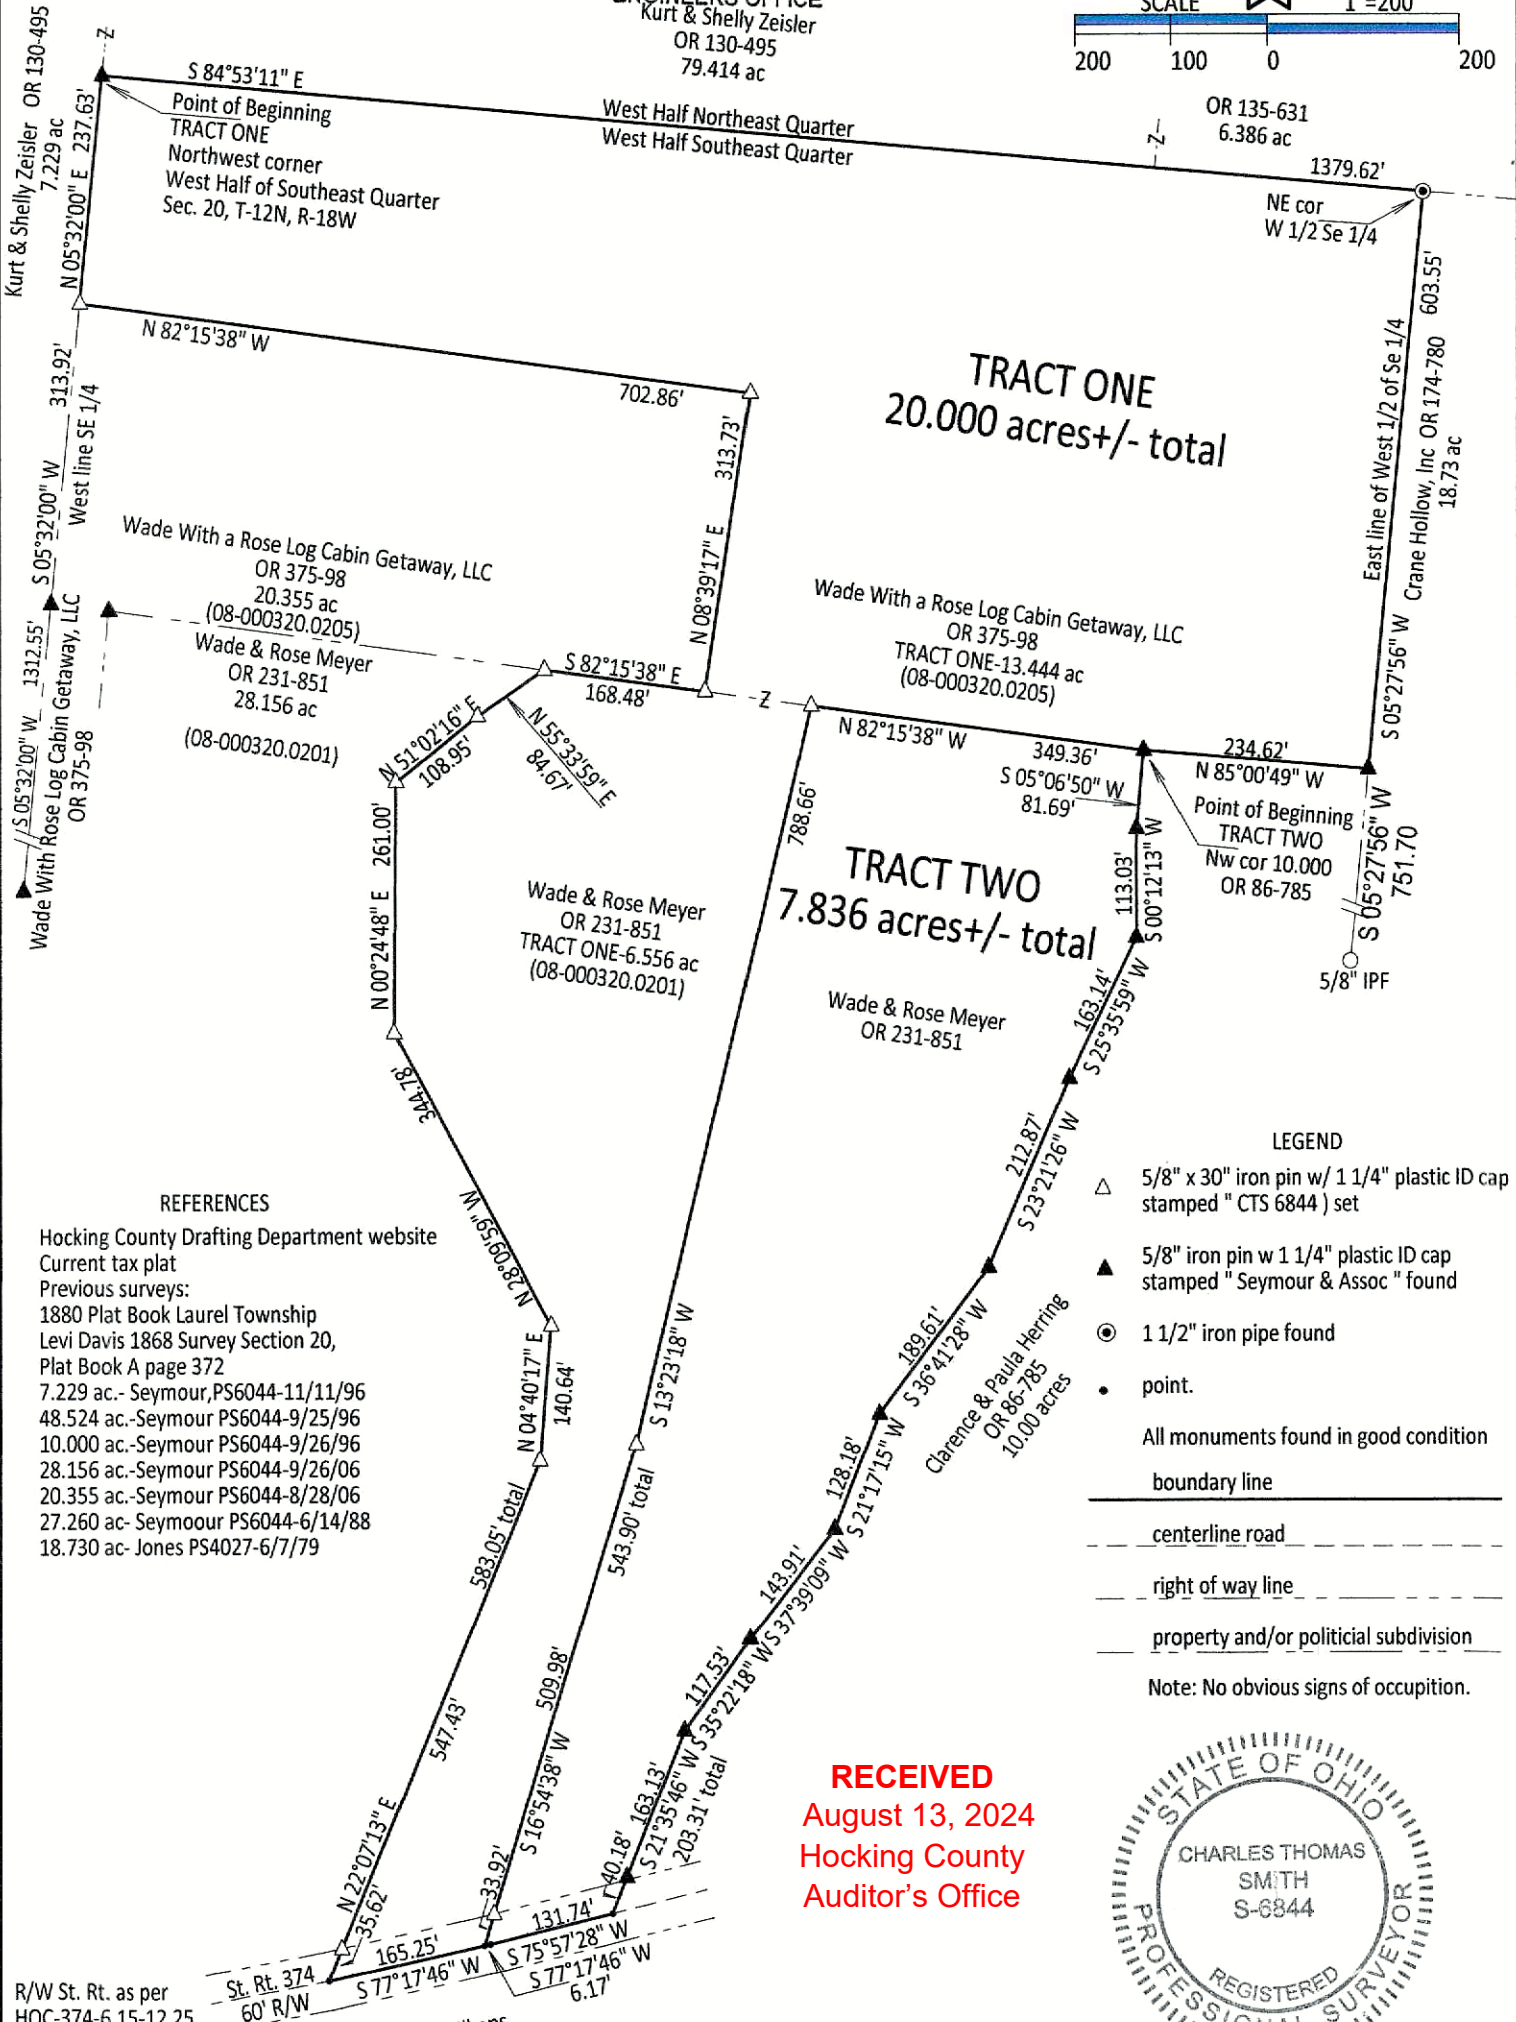 Kurt & Shelly Zeisler
OR 130-495
79.414 ac
SCALE
1"=200'
200 100 0 200
OR 135-631
6.386 ac
Kurt & Shelly Zeisler OR 130-495
7.229 ac
N 05°32'00" E 237.63'
S 84°53'11" E
1379.62'
Point of Beginning
TRACT ONE
Northwest corner
West Half of Southeast Quarter
Sec. 20, T-12N, R-18W
West Half Northeast Quarter
West Half Southeast Quarter
NE cor
W 1/2 Se 1/4
N 82°15'38" W
702.86'
TRACT ONE
20.000 acres+/- total
East line of West 1/2 of Se 1/4
Crane Hollow, Inc OR 174-780
18.73 ac
S 05°27'56" W
603.55'
S 05°32'00" W 313.92'
West line SE 1/4
313.73'
N 08°39'17" E
Wade With a Rose Log Cabin Getaway, LLC
OR 375-98
20.355 ac
(08-000320.0205)
Wade & Rose Meyer
OR 231-851
28.156 ac
(08-000320.0201)
Wade With a Rose Log Cabin Getaway, LLC
OR 375-98
TRACT ONE-13.444 ac
(08-000320.0205)
S 05°32'00" W 1312.55'
Wade With Rose Log Cabin Getaway, LLC
OR 375-98
S 82°15'38" E
168.48'
N 55°33'59" E
84.67'
N 51°02'16" E
108.95'
N 82°15'38" W
349.36'
234.62'
N 85°00'49" W
S 05°06'50" W
81.69'
Point of Beginning
TRACT TWO
Nw cor 10.000
OR 86-785
S 05°27'56" W
751.70
5/8" IPF
N 00°24'48" E 261.00'
788.66'
TRACT TWO
7.836 acres+/- total
113.03'
S 00°12'13" W
Wade & Rose Meyer
OR 231-851
TRACT ONE-6.556 ac
(08-000320.0201)
Wade & Rose Meyer
OR 231-851
163.14'
S 25°35'59" W
344.78'
N 28°09'59" W
212.87'
S 23°21'26" W
LEGEND
5/8" x 30" iron pin w/ 1 1/4" plastic ID cap
stamped " CTS 6844 ) set
5/8" iron pin w 1 1/4" plastic ID cap
stamped " Seymour & Assoc " found
1 1/2" iron pipe found
point.
All monuments found in good condition
boundary line
centerline road
right of way line
property and/or politicial subdivision
Note: No obvious signs of occupition.
REFERENCES
Hocking County Drafting Department website
Current tax plat
Previous surveys:
1880 Plat Book Laurel Township
Levi Davis 1868 Survey Section 20,
Plat Book A page 372
7.229 ac.- Seymour,PS6044-11/11/96
48.524 ac.-Seymour PS6044-9/25/96
10.000 ac.-Seymour PS6044-9/26/96
28.156 ac.-Seymour PS6044-9/26/06
20.355 ac.-Seymour PS6044-8/28/06
27.260 ac- Seymoour PS6044-6/14/88
18.730 ac- Jones PS4027-6/7/79
N 04°40'17" E
140.64'
S 13°23'18" W
189.61'
S 36°41'28" W
Clarence & Paula Herring
OR 86-785
10.00 acres
128.18'
S 21°17'15" W
583.05' total
543.90' total
143.91'
S 37°39'09" W
117.53'
S 35°22'18" W
547.43'
509.98'
N 22°07'13" E
S 16°54'38" W
163.13'
S 21°35'46" W
203.31' total
40.18'
35.62'
33.92'
165.25'
131.74'
S 77°17'46" W
S 75°57'28" W
S 77°17'46" W
6.17'
St. Rt. 374
60' R/W
R/W St. Rt. as per
HOC-374-6.15-12.25
RECEIVED
August 13, 2024
Hocking County
Auditor's Office
STATE OF OHIO
CHARLES THOMAS
SMITH
S-6844
REGISTERED
PROFESSIONAL SURVEYOR